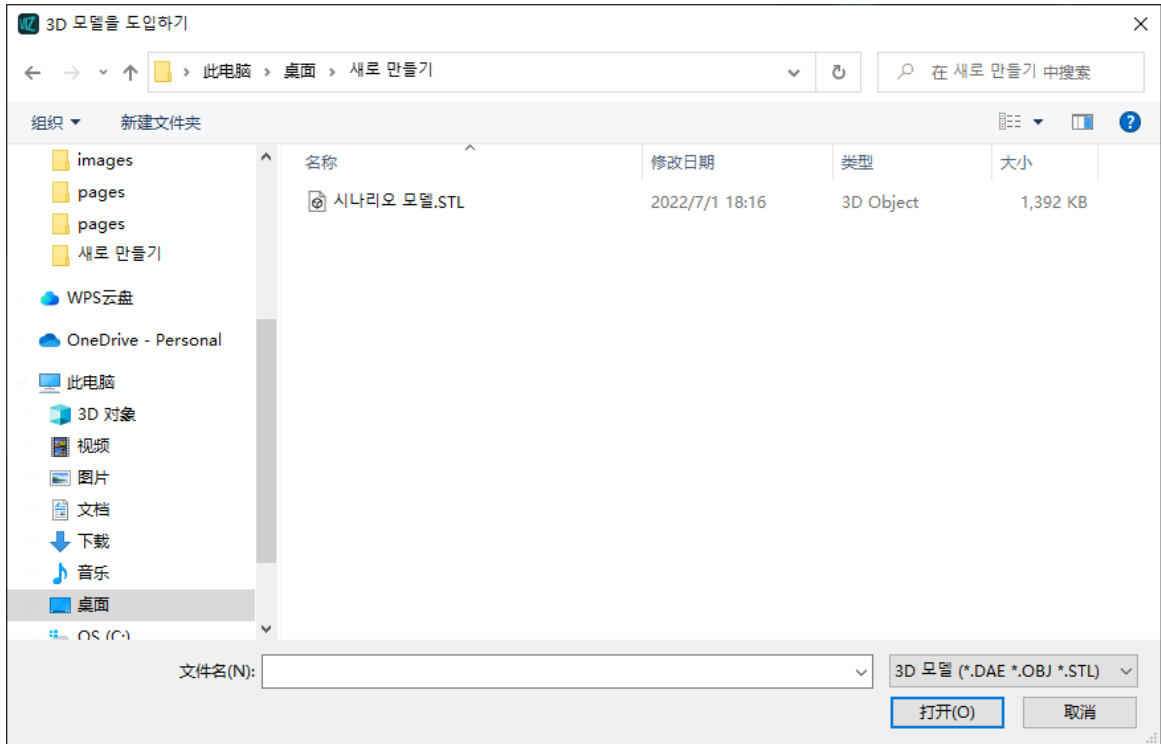 3D 모델을 도입하기
此电脑 › 桌面 › 새로 만들기
在 새로 만들기 中搜索
组织 新建文件夹
images
pages
pages
새로 만들기
WPS云盘
OneDrive - Personal
此电脑
3D 对象
视频
图片
文档
下载
音乐
桌面
OS (C:)
名称 修改日期 类型 大小
시나리오 모델.STL 2022/7/1 18:16 3D Object 1,392 KB
文件名(N): 3D 모델 (*.DAE *.OBJ *.STL)
打开(O) 取消